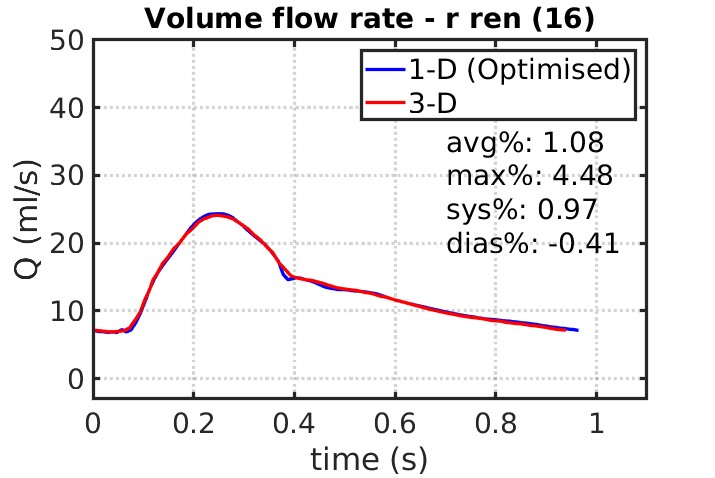 Volume flow rate - r ren (16)
50
40
30
20
10
0
Q (ml/s)
1-D (Optimised)
3-D
avg%: 1.08
max%: 4.48
sys%: 0.97
dias%: -0.41
0 0.2 0.4 0.6 0.8 1
time (s)